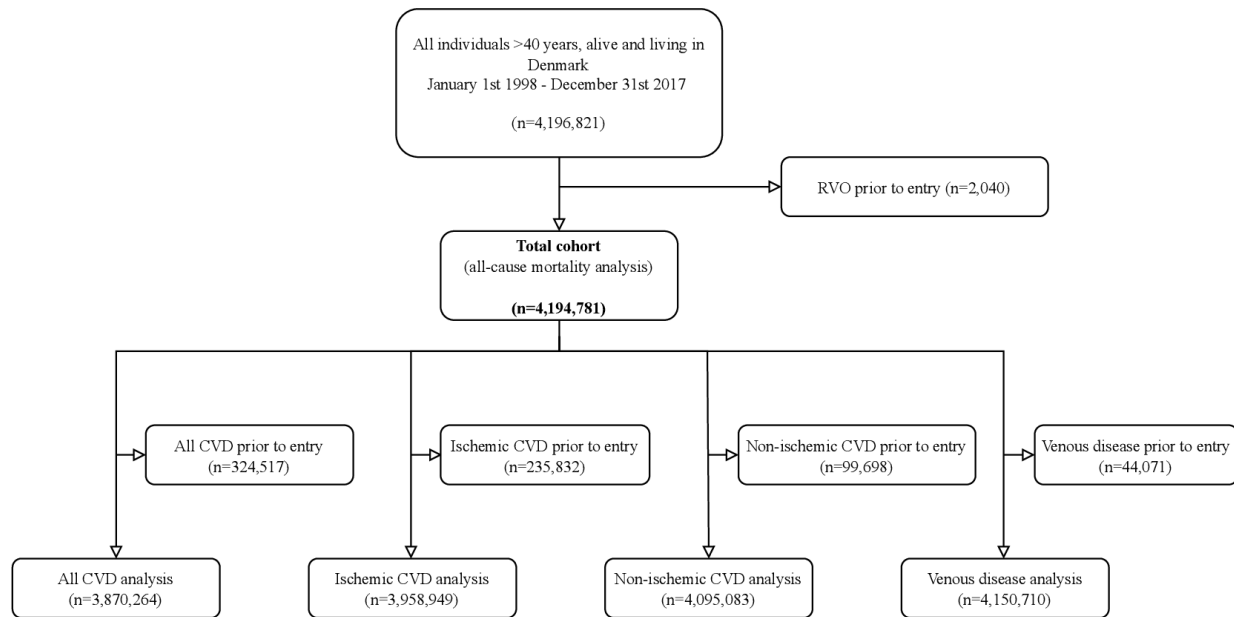 All individuals >40 years, alive and living in
Denmark
January 1st 1998 - December 31st 2017
(n=4,196,821)
RVO prior to entry (n=2,040)
Total cohort
(all-cause mortality analysis)
(n=4,194,781)
All CVD prior to entry
(n=324,517)
Ischemic CVD prior to entry
(n=235,832)
Non-ischemic CVD prior to entry
(n=99,698)
Venous disease prior to entry
(n=44,071)
All CVD analysis
(n=3,870,264)
Ischemic CVD analysis
(n=3,958,949)
Non-ischemic CVD analysis
(n=4,095,083)
Venous disease analysis
(n=4,150,710)